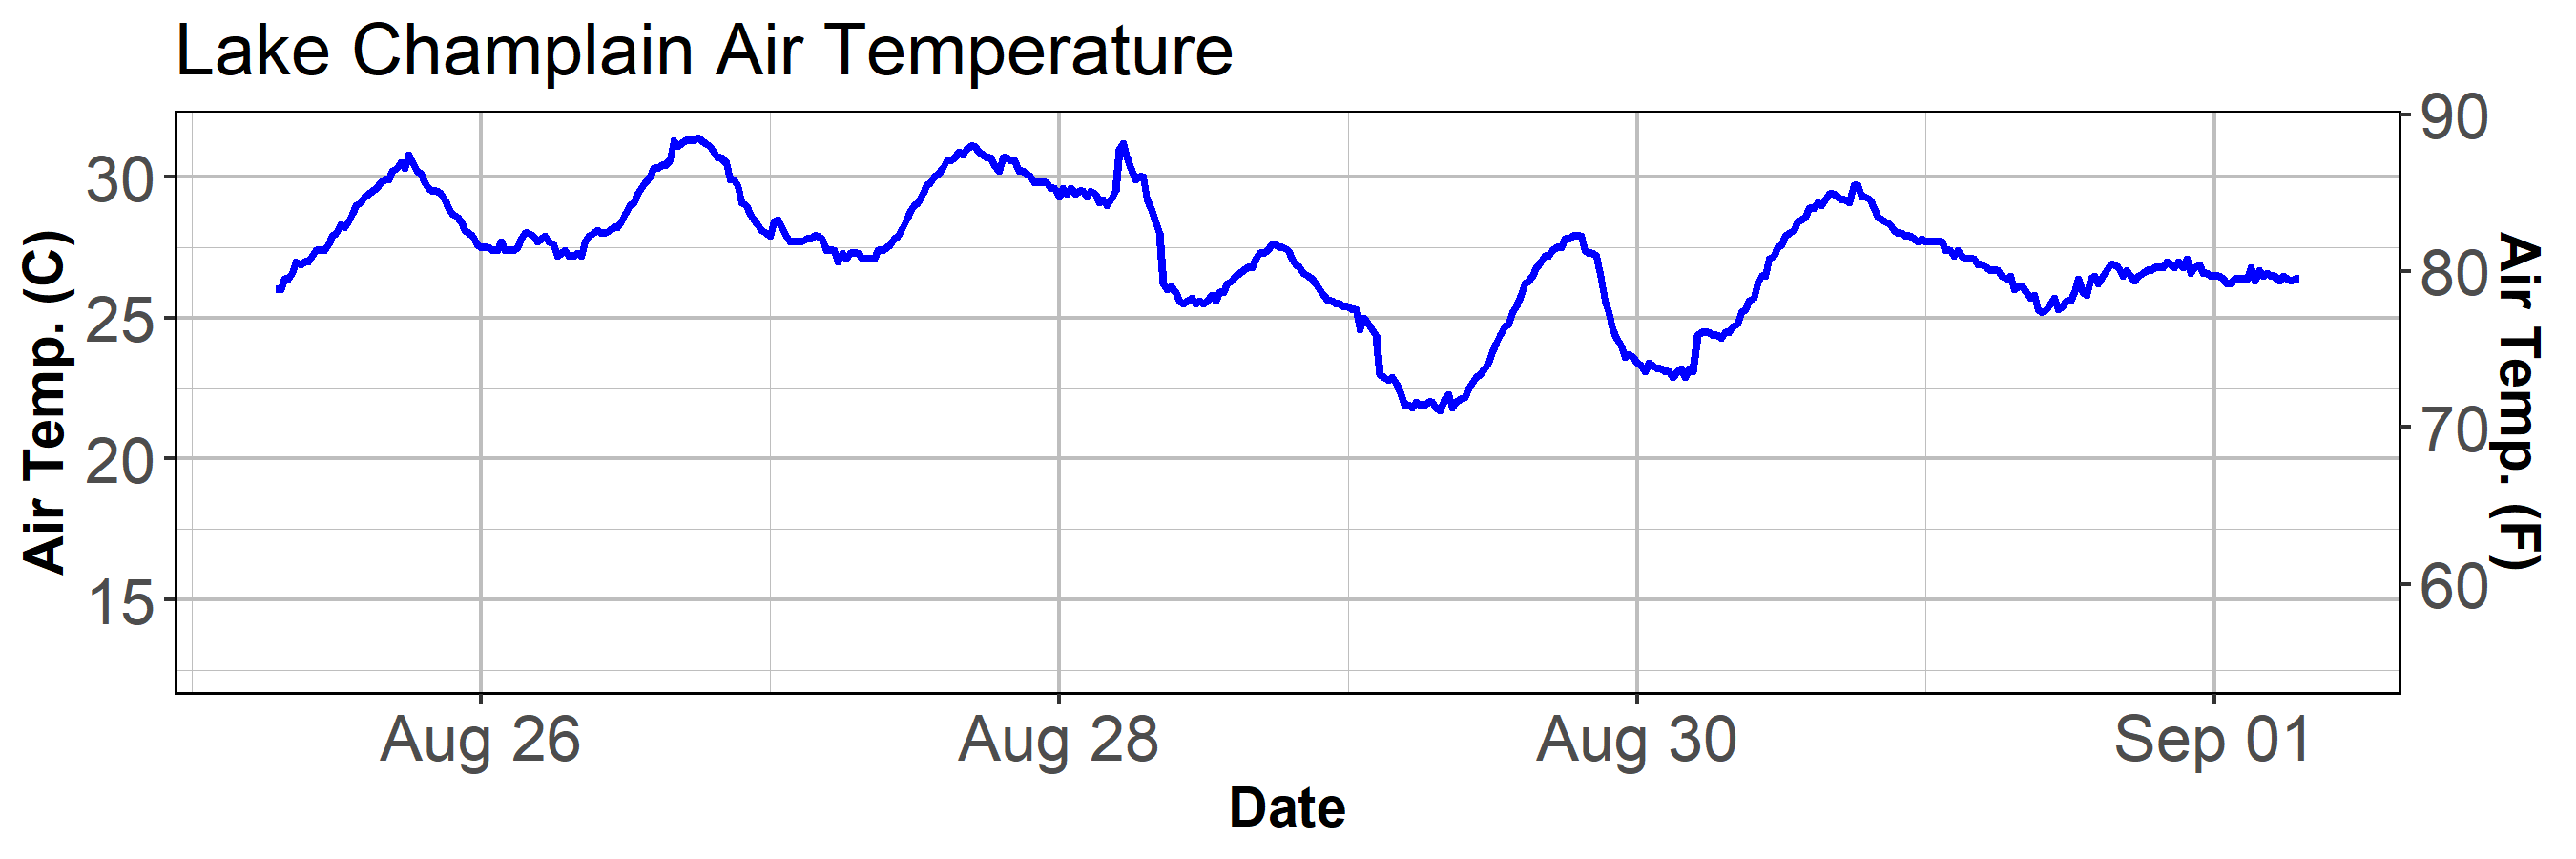 Lake Champlain Air Temperature
Air Temp. (C)
30
25
20
15
90
80
70
60
Air Temp. (F)
Aug 26
Aug 28
Aug 30
Sep 01
Date